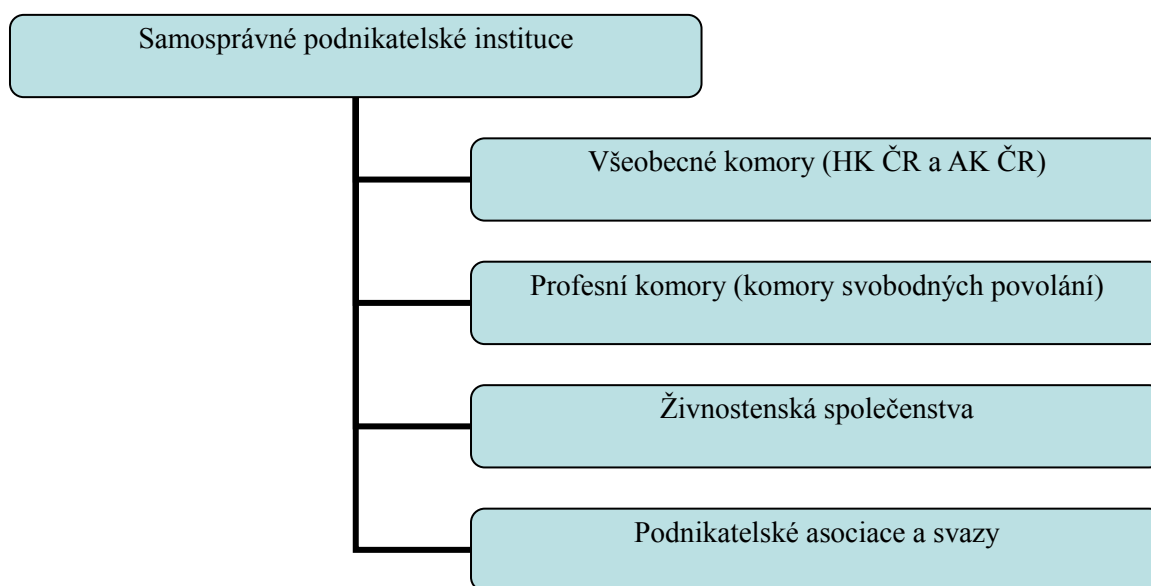 Samosprávné podnikatelské instituce
Všeobecné komory (HK ČR a AK ČR)
Profesní komory (komory svobodných povolání)
Živnostenská společenstva
Podnikatelské asociace a svazy